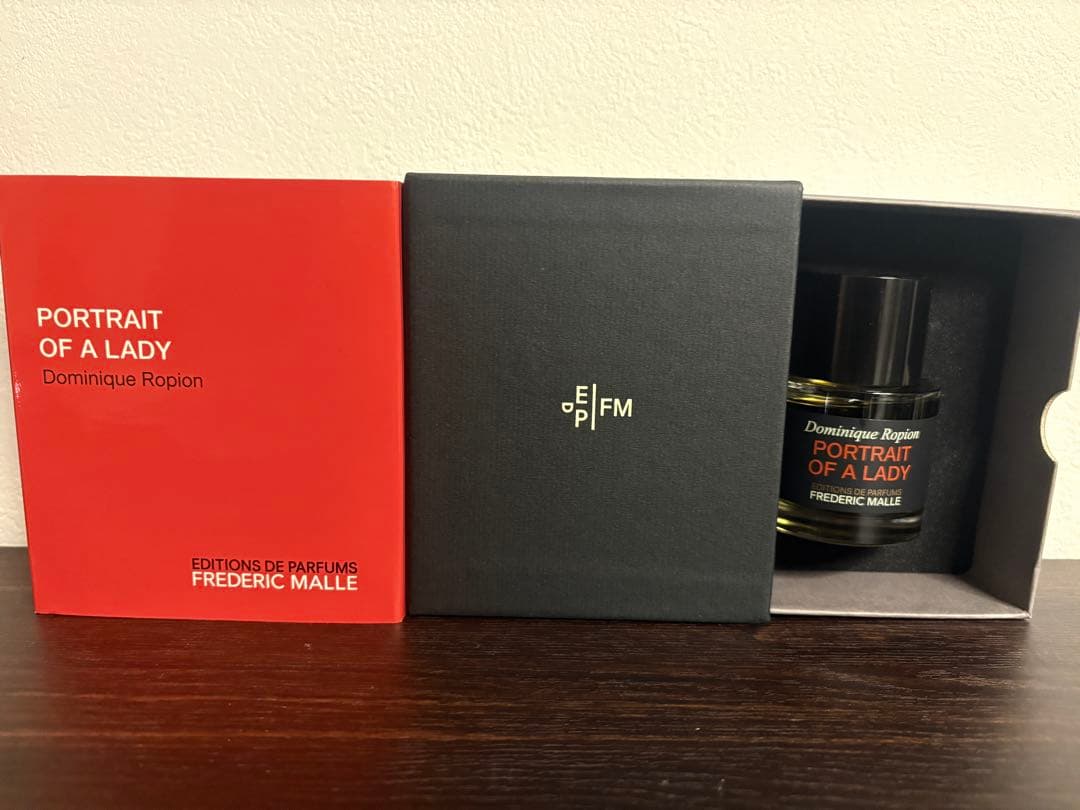 PORTRAIT
OF A LADY
Dominique Ropion
EDITIONS DE PARFUMS
FREDERIC MALLE
EDP|FM
Dominique Ropion
PORTRAIT
OF A LADY
EDITIONS DE PARFUMS
FREDERIC MALLE